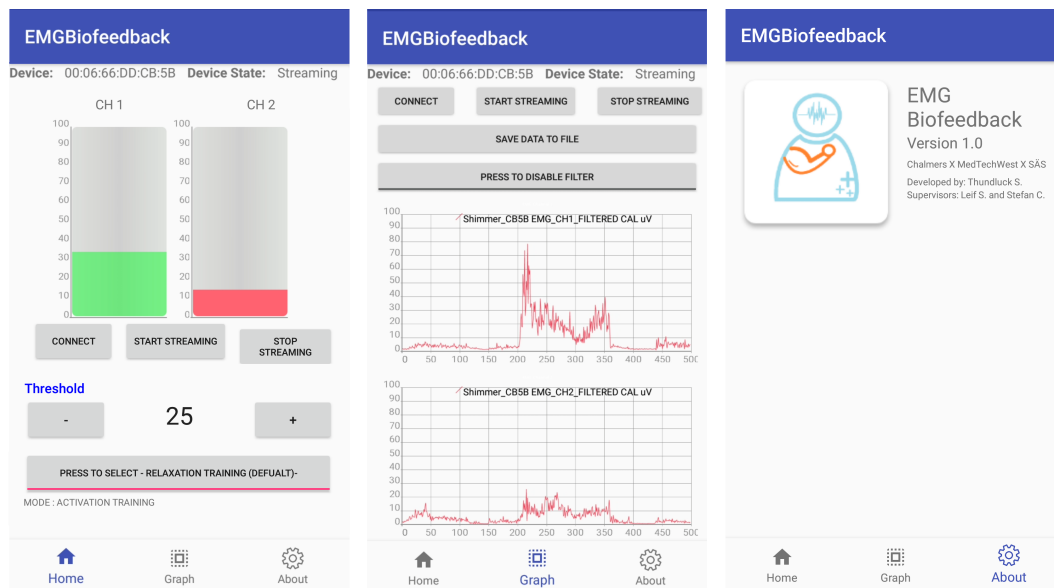 EMGBiofeedback
Device: 00:06:66:DD:CB:5B Device State: Streaming
CH 1 CH 2
100 100
90 90
80 80
70 70
60 60
50 50
40 40
30 30
20 20
10 10
0 0
CONNECT START STREAMING STOP
STREAMING
Threshold
- 25 +
PRESS TO SELECT - RELAXATION TRAINING (DEFUALT)-
MODE : ACTIVATION TRAINING
Home Graph About
EMGBiofeedback
Device: 00:06:66:DD:CB:5B Device State: Streaming
CONNECT START STREAMING STOP STREAMING
SAVE DATA TO FILE
PRESS TO DISABLE FILTER
Shimmer_CB5B EMG_CH1_FILTERED CAL uV
100
90
80
70
60
50
40
30
20
10
0
0 50 100 150 200 250 300 350 400 450 500
Shimmer_CB5B EMG_CH2_FILTERED CAL uV
100
90
80
70
60
50
40
30
20
10
0
0 50 100 150 200 250 300 350 400 450 500
Home Graph About
EMGBiofeedback
EMG
Biofeedback
Version 1.0
Chalmers X MedTechWest X SÄS
Developed by: Thundluck S.
Supervisors: Leif S. and Stefan C.
Home Graph About